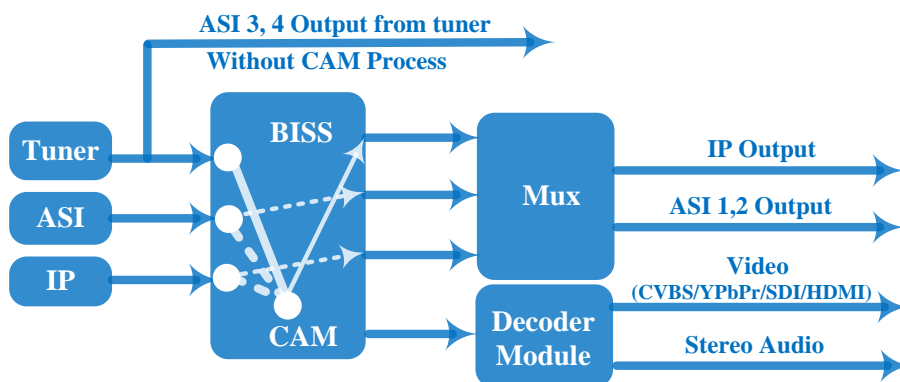 ASI 3, 4 Output from tuner
Without CAM Process
BISS
Tuner
ASI
IP
CAM
Mux
IP Output
ASI 1,2 Output
Decoder
Module
Video
(CVBS/YPbPr/SDI/HDMI)
Stereo Audio